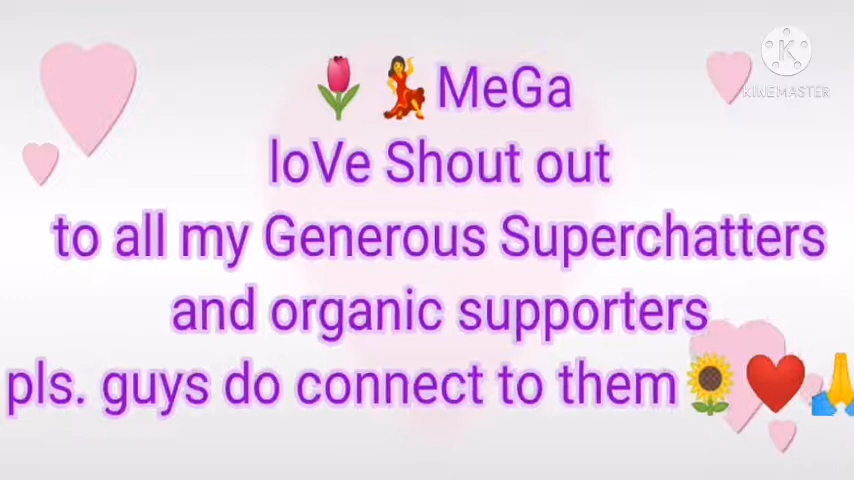 🌷💃MeGa
loVe Shout out
to all my Generous Superchatters
and organic supporters
pls. guys do connect to them🌻❤️🙏
K
KINEMASTER